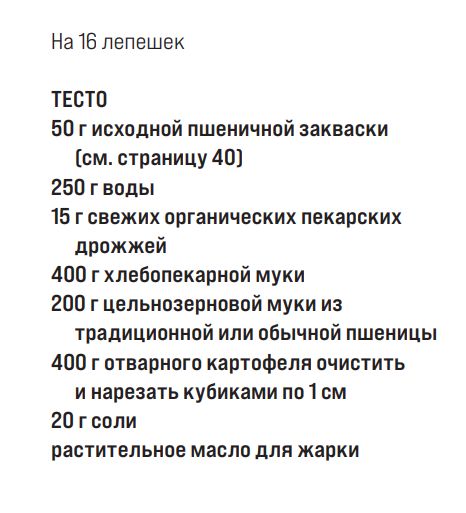 На 16 лепешек
ТЕСТО
50 г исходной пшеничной закваски
(см. страницу 40)
250 г воды
15 г свежих органических пекарских
дрожжей
400 г хлебопекарной муки
200 г цельнозерновой муки из
традиционной или обычной пшеницы
400 г отварного картофеля очистить
и нарезать кубиками по 1 см
20 г соли
растительное масло для жарки